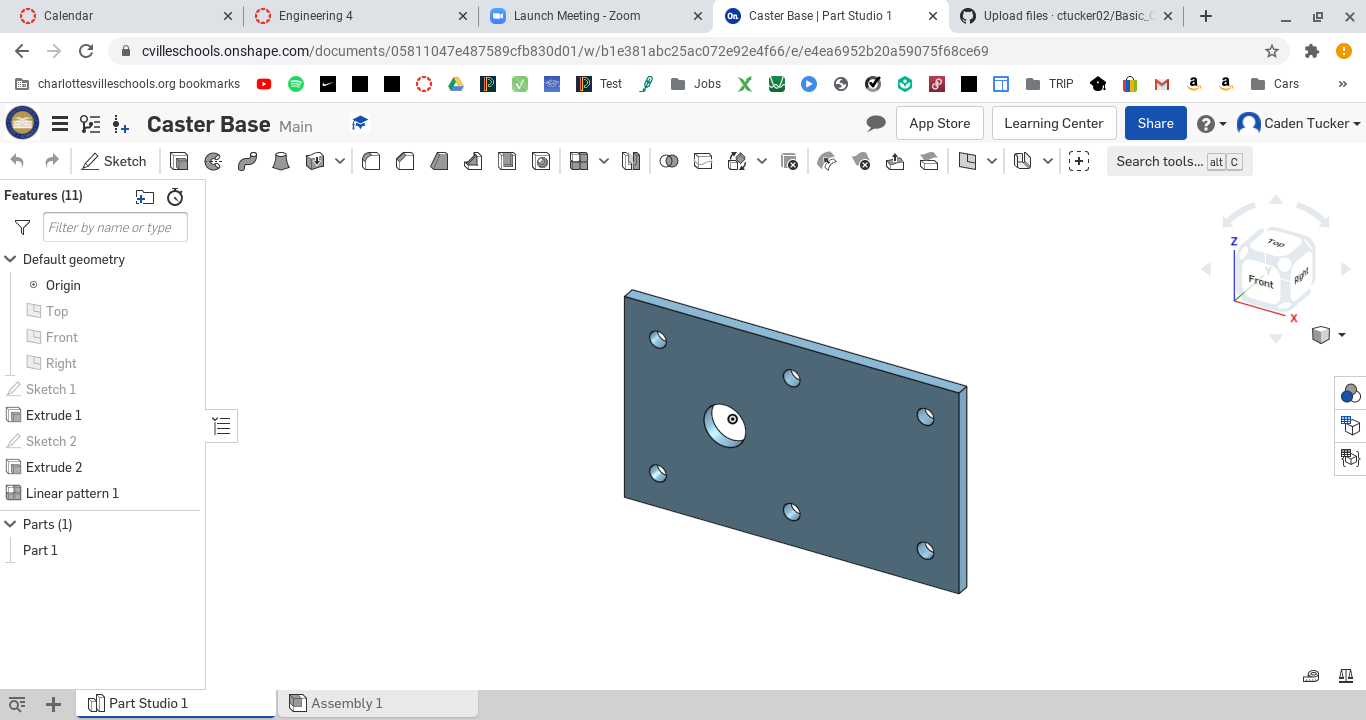 Calendar
Engineering 4
Launch Meeting - Zoom
On Caster Base | Part Studio 1
Upload files · ctucker02/Basic_C
cvilleschools.onshape.com/documents/05811047e487589cfb830d01/w/b1e381abc25ac072e92e4f66/e/e4ea6952b20a59075f68ce69
charlottesvilleschools.org bookmarks
Test
Jobs
TRIP
Cars
Caster Base Main
App Store
Learning Center
Share
Caden Tucker
Sketch
Search tools... alt C
Features (11)
Filter by name or type
Default geometry
Origin
Top
Front
Right
Sketch 1
Extrude 1
Sketch 2
Extrude 2
Linear pattern 1
Parts (1)
Part 1
Z
Top
Y
Front
Right
X
Part Studio 1
Assembly 1